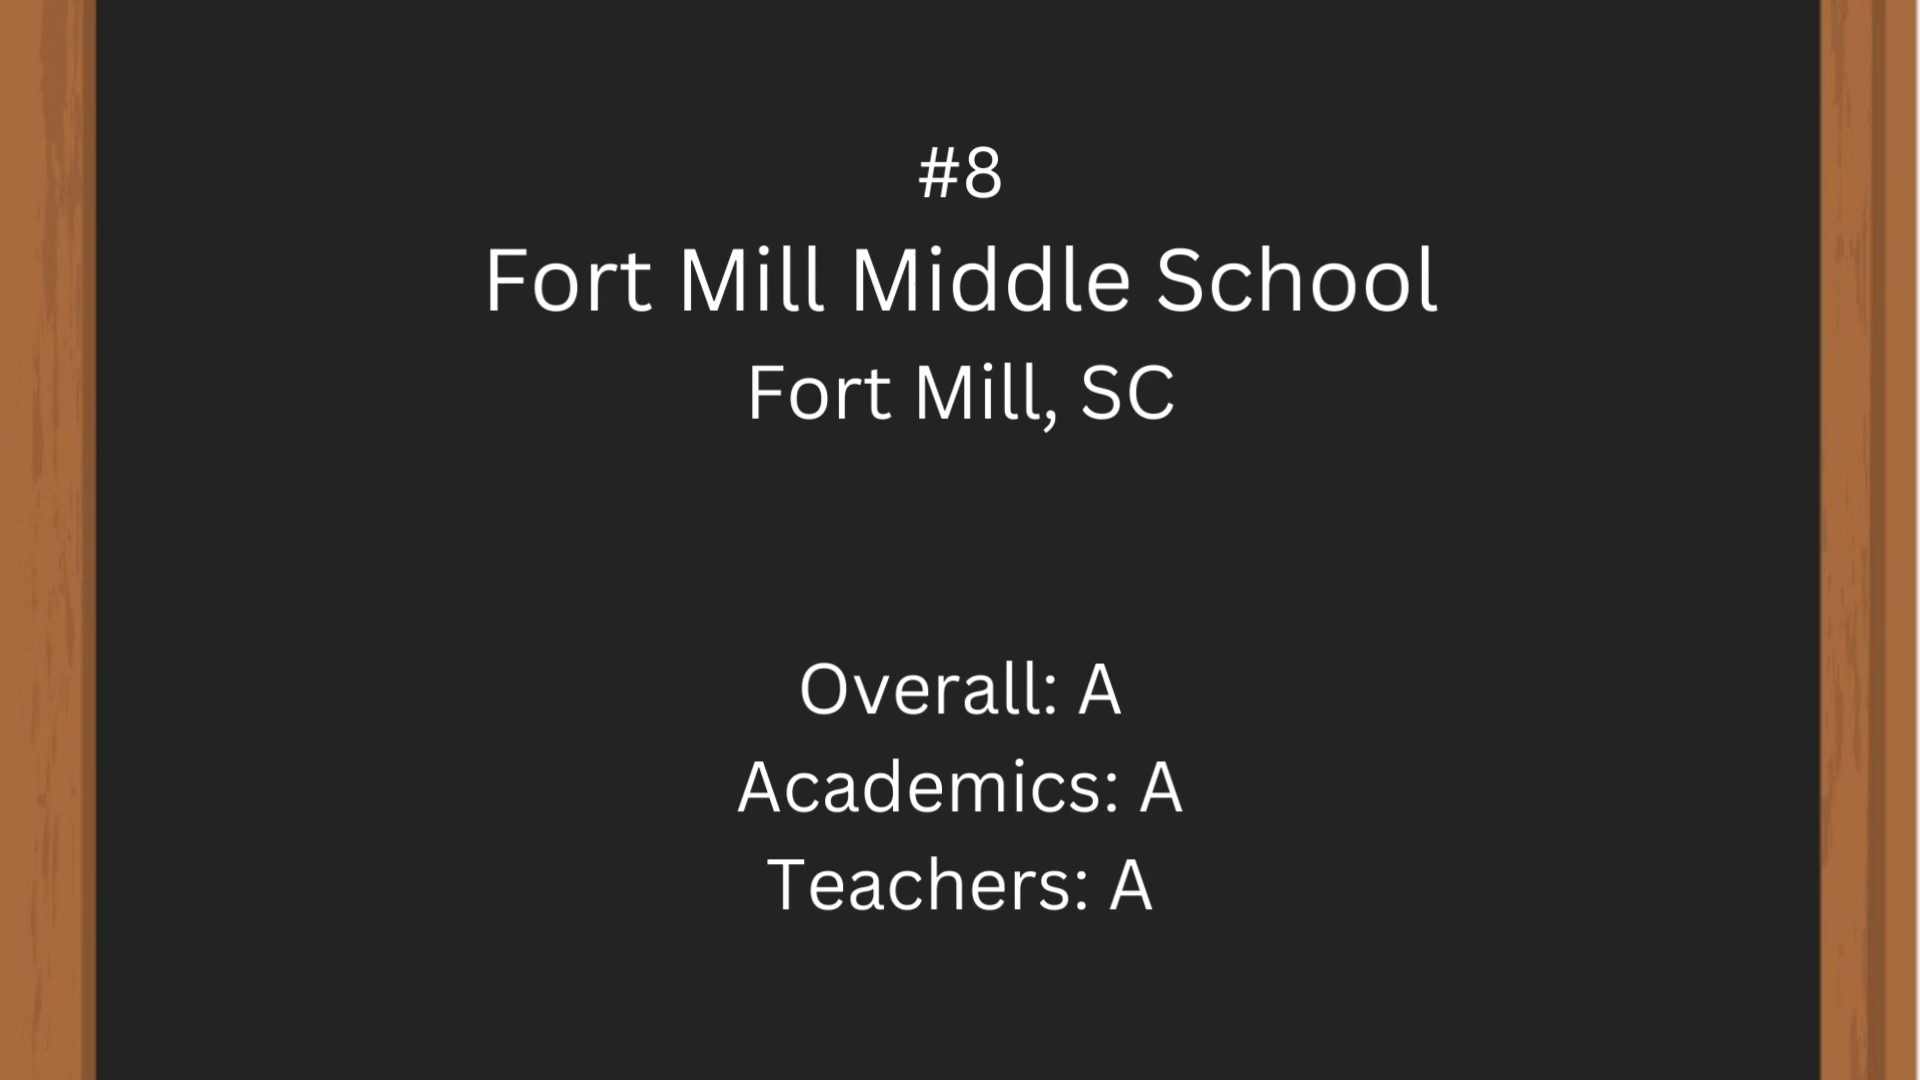 #8
Fort Mill Middle School
Fort Mill, SC
Overall: A
Academics: A
Teachers: A